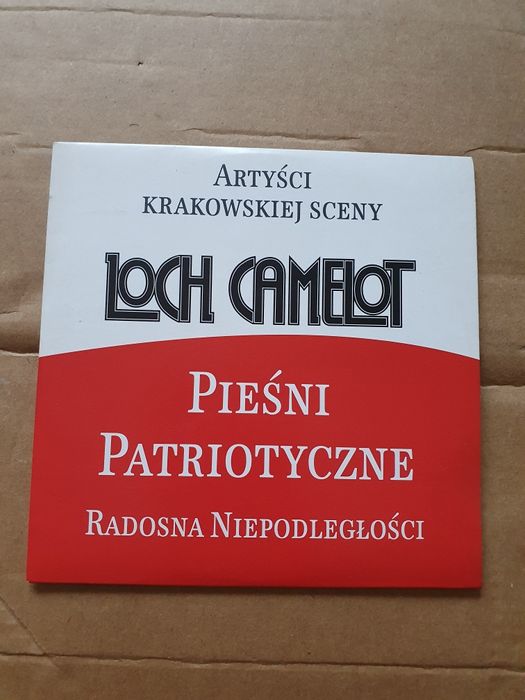 Artyści
krakowskiej sceny
Loch Camelot
Pieśni
Patriotyczne
Radosna Niepodległości